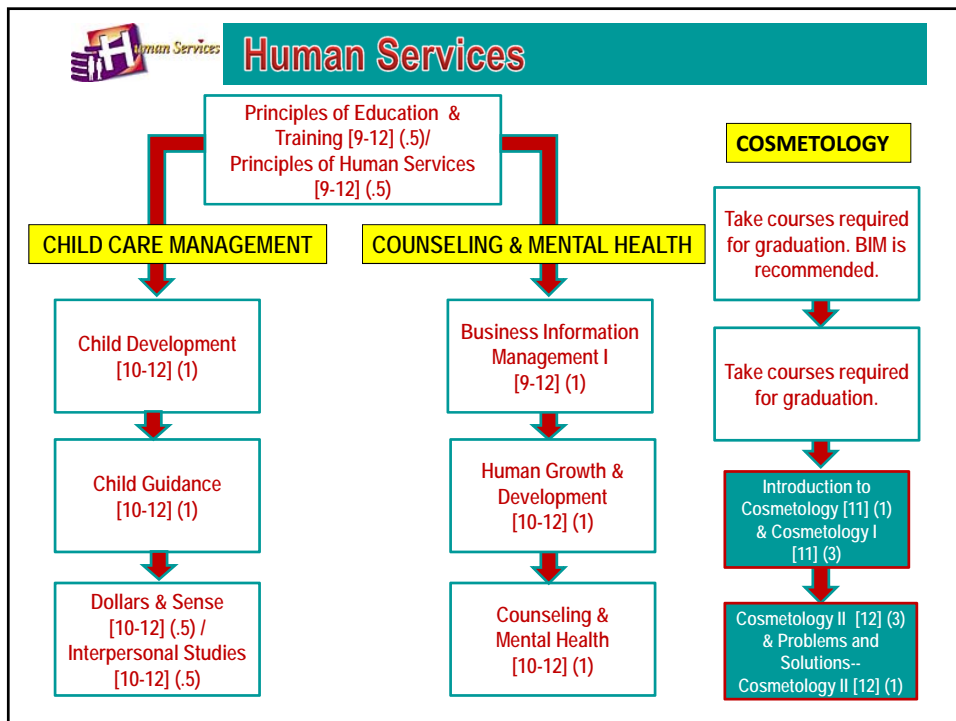 Human Services
Human Services
Principles of Education &
Training [9-12] (.5)/
Principles of Human Services
[9-12] (.5)
COSMETOLOGY
CHILD CARE MANAGEMENT
COUNSELING & MENTAL HEALTH
Take courses required
for graduation. BIM is
recommended.
Child Development
[10-12] (1)
Business Information
Management I
[9-12] (1)
Take courses required
for graduation.
Child Guidance
[10-12] (1)
Human Growth &
Development
[10-12] (1)
Introduction to
Cosmetology [11] (1)
& Cosmetology I
[11] (3)
Dollars & Sense
[10-12] (.5) /
Interpersonal Studies
[10-12] (.5)
Counseling &
Mental Health
[10-12] (1)
Cosmetology II [12] (3)
& Problems and
Solutions--
Cosmetology II [12] (1)